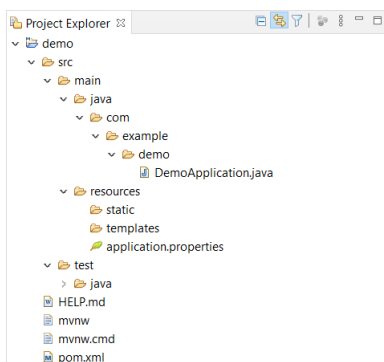 Project Explorer
demo
src
main
java
com
example
demo
DemoApplication.java
resources
static
templates
application.properties
test
java
HELP.md
mvnw
mvnw.cmd
pom.xml